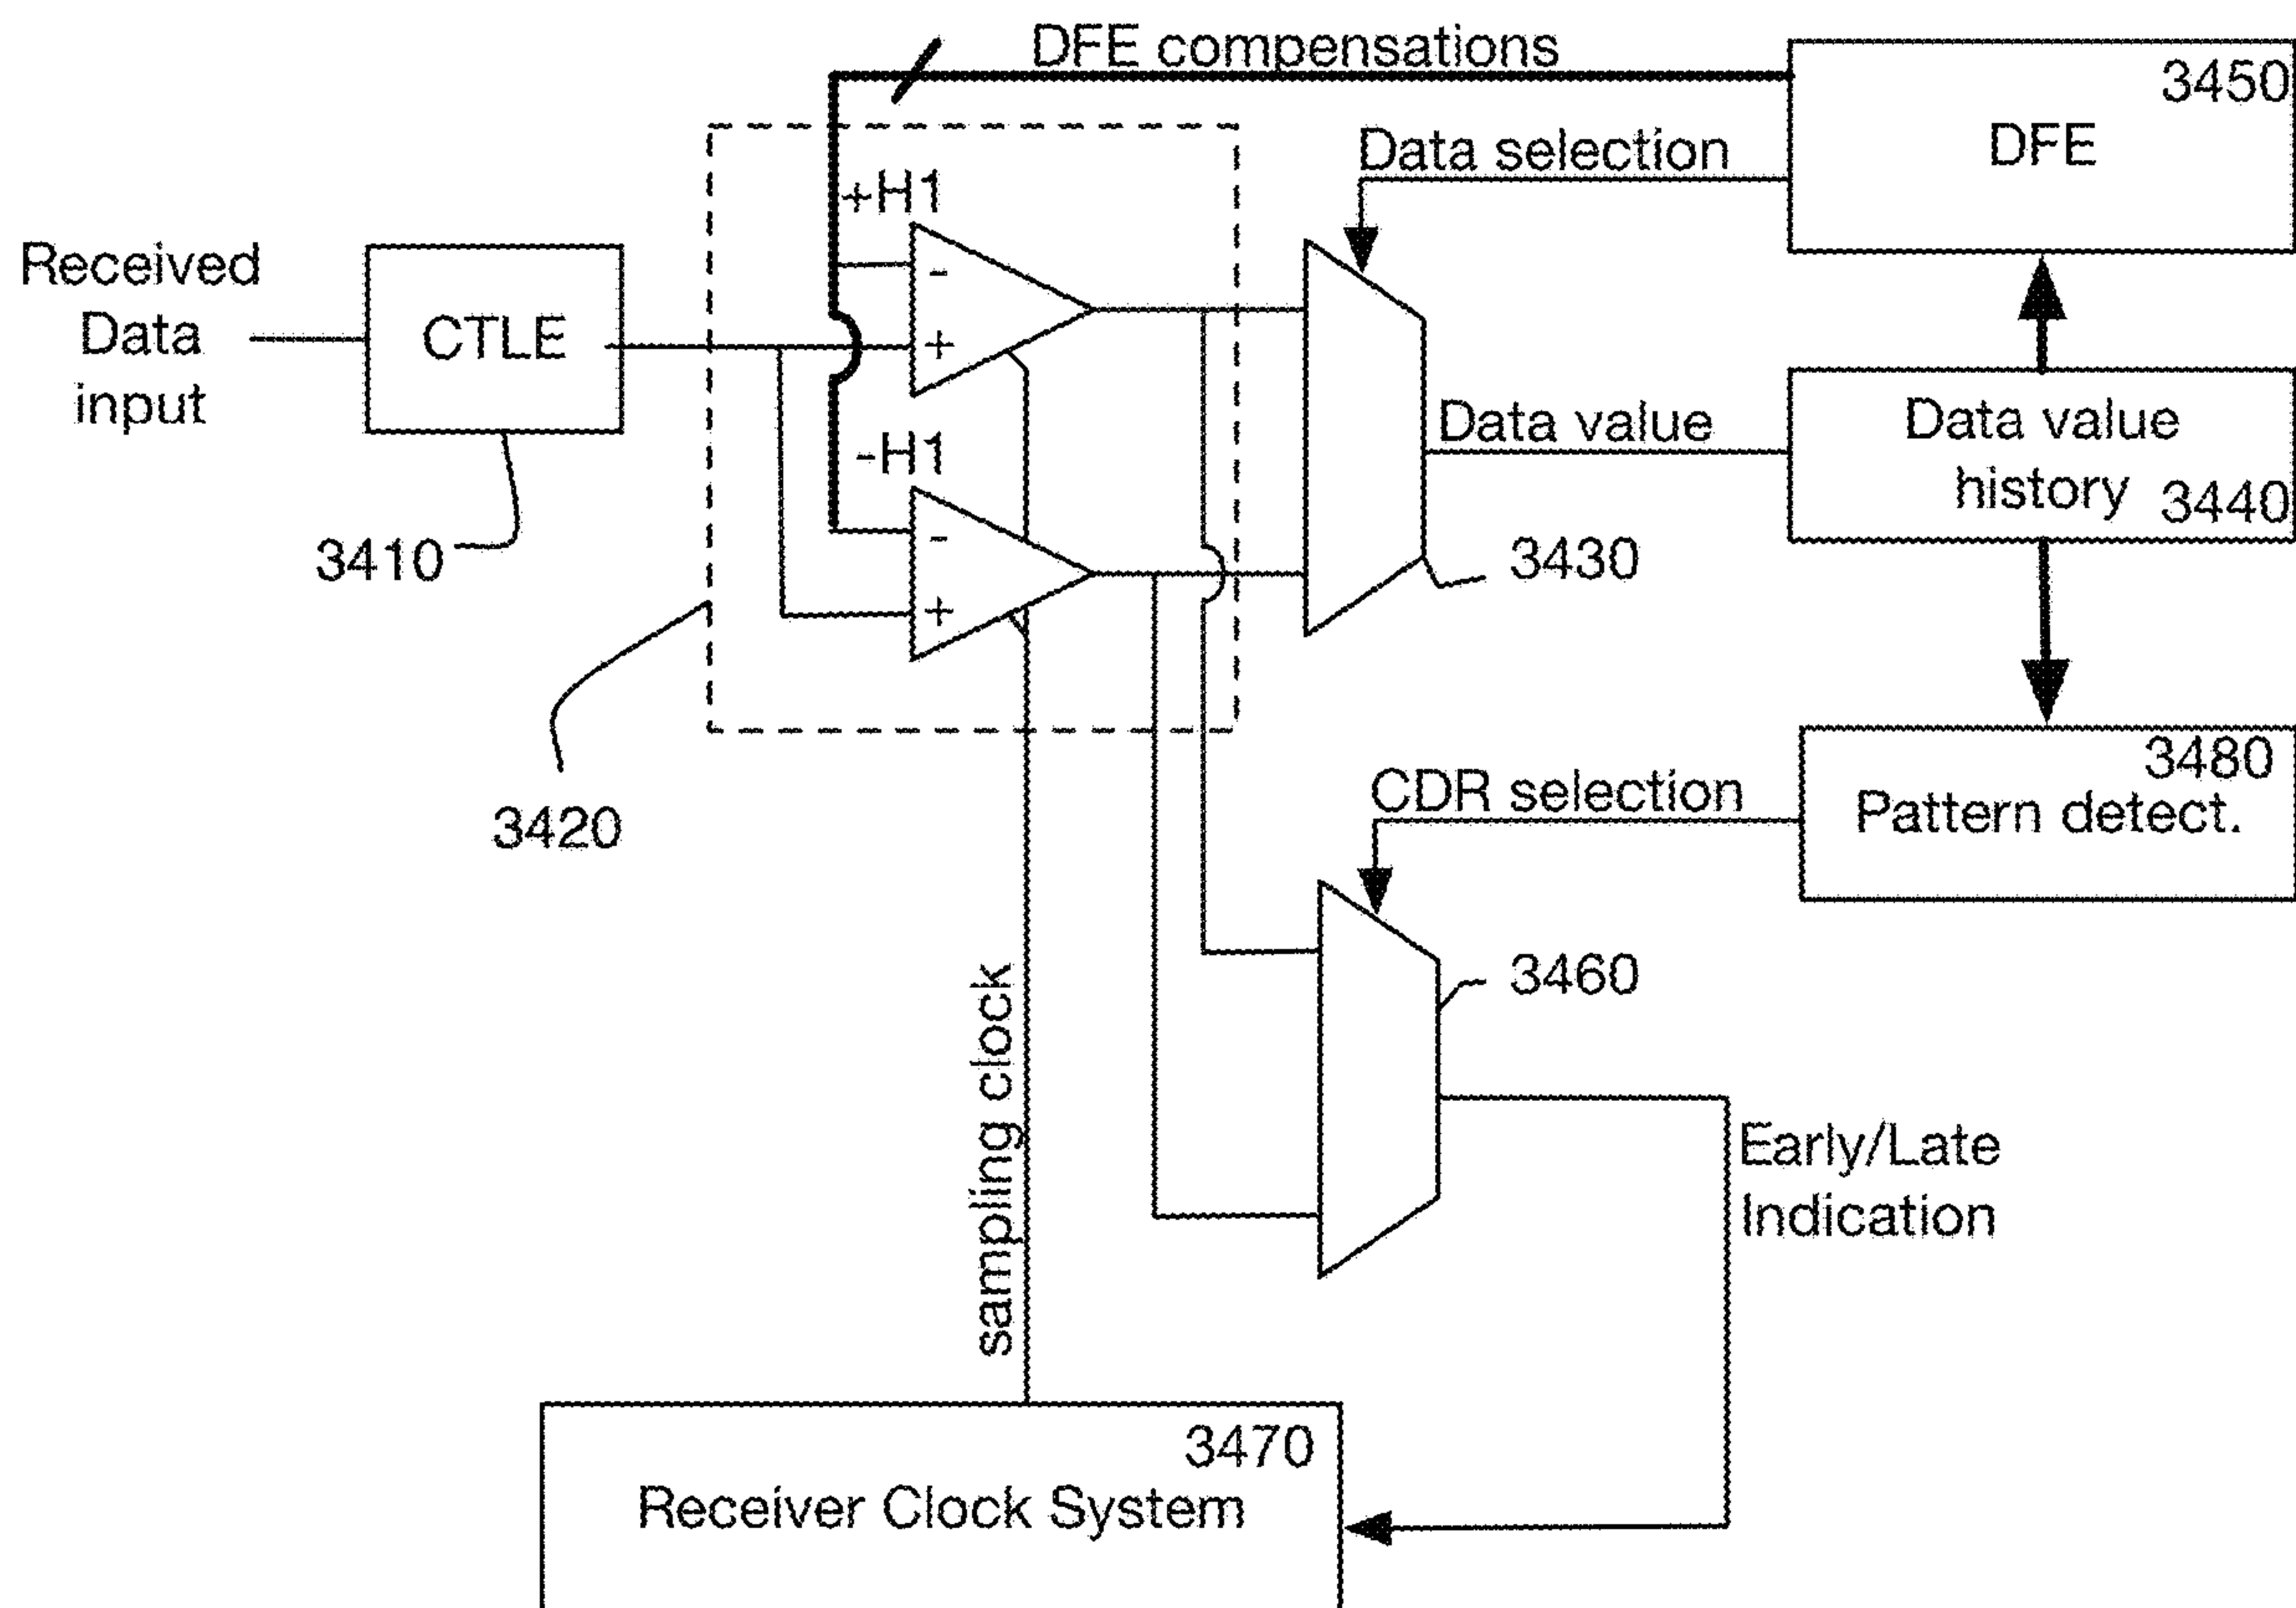 DFE compensations
3450
DFE
Data selection
+H1
-
+
Received
Data
input
CTLE
3410
-H1
-
+
3420
Data value
3430
Data value
history
3440
3480
Pattern detect.
CDR selection
3460
sampling clock
Early/Late
Indication
3470
Receiver Clock System